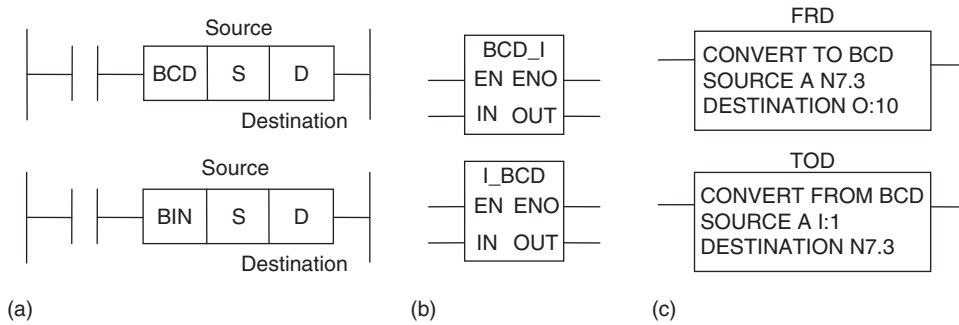 Source
BCD S D
Destination
Source
BIN S D
Destination
(a)
BCD_I
EN ENO
IN OUT
I_BCD
EN ENO
IN OUT
(b)
FRD
CONVERT TO BCD
SOURCE A N7.3
DESTINATION O:10
TOD
CONVERT FROM BCD
SOURCE A I:1
DESTINATION N7.3
(c)